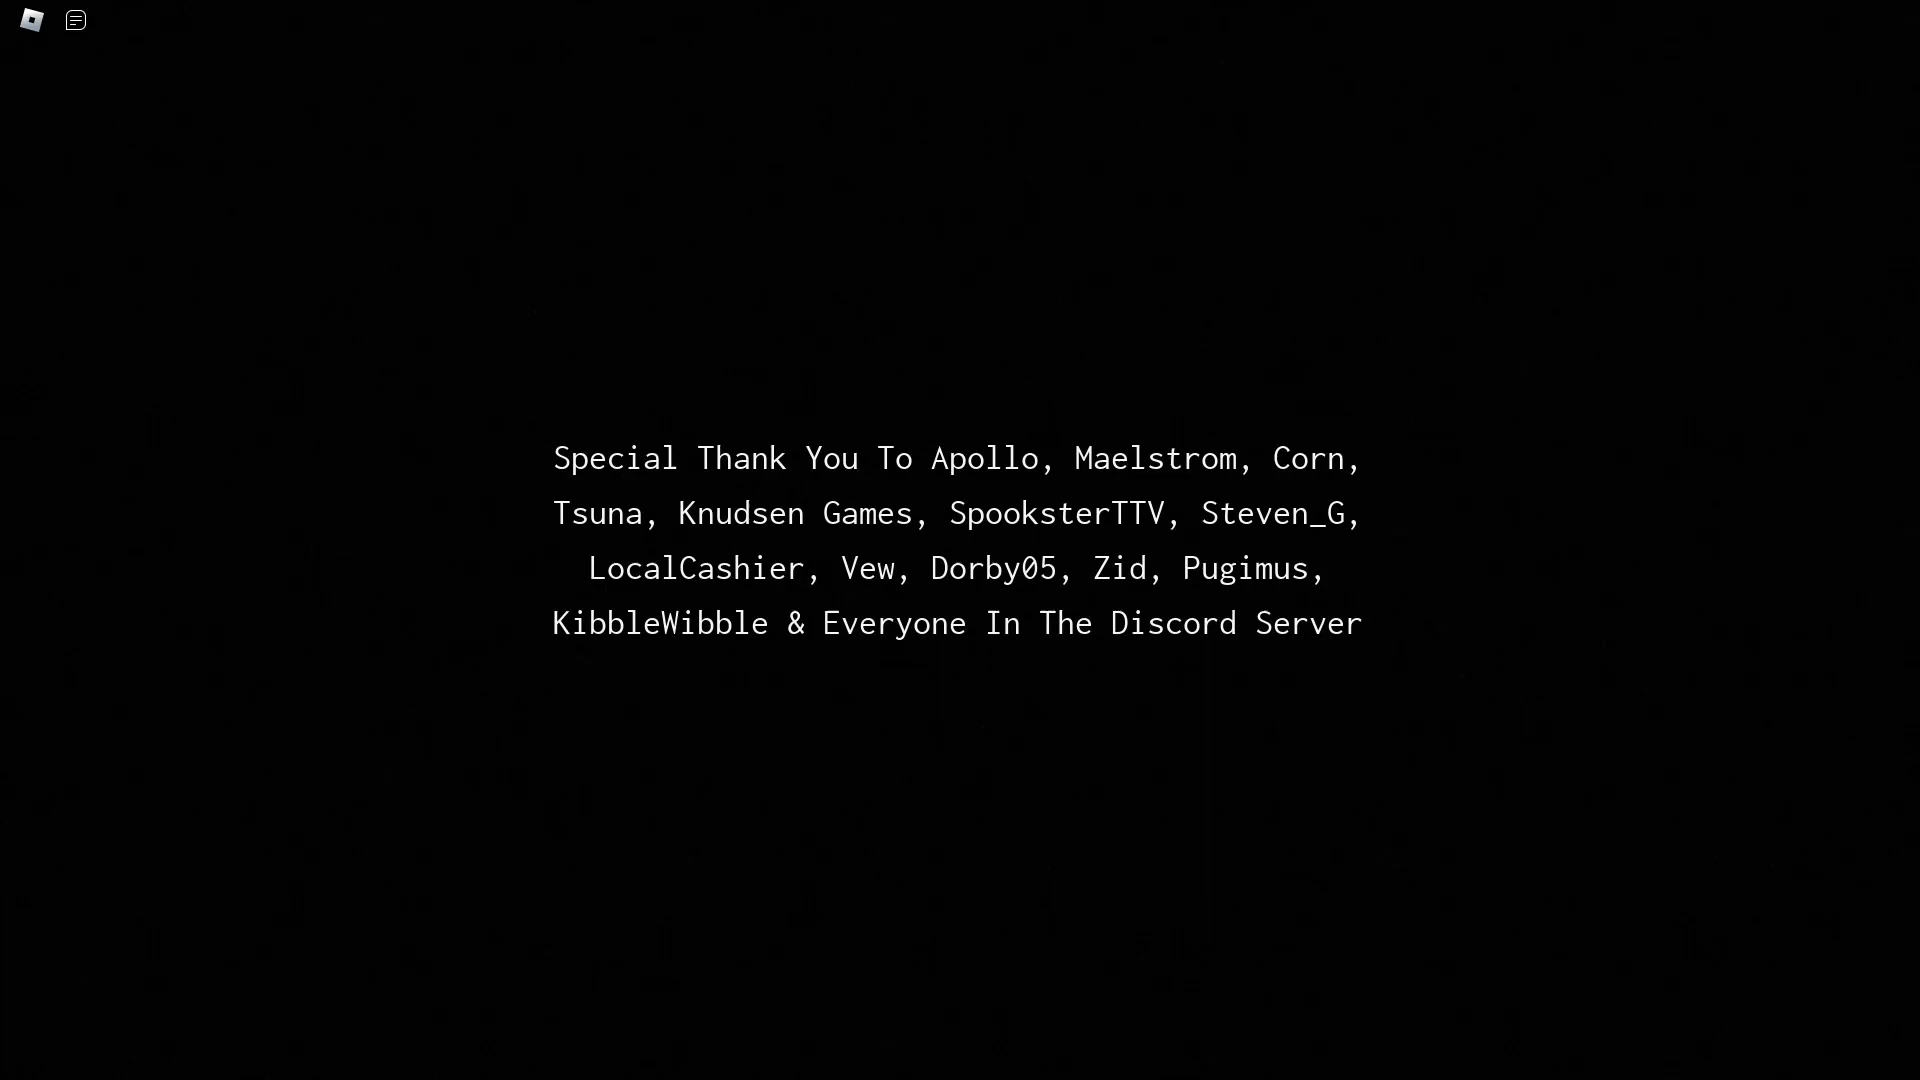 Special Thank You To Apollo, Maelstrom, Corn,
Tsuna, Knudsen Games, SpooksterTTV, Steven_G,
LocalCashier, Vew, Dorby05, Zid, Pugimus,
KibbleWibble & Everyone In The Discord Server